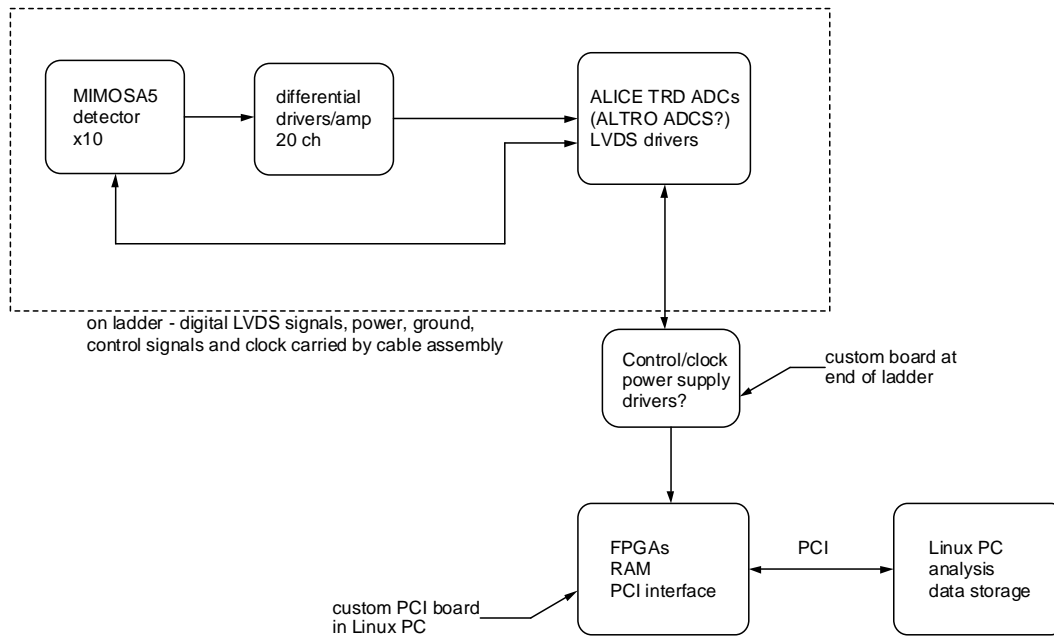 MIMOSA5
detector
x10
differential
drivers/amp
20 ch
ALICE TRD ADCs
(ALTRO ADCS?)
LVDS drivers
on ladder - digital LVDS signals, power, ground,
control signals and clock carried by cable assembly
Control/clock
power supply
drivers?
custom board at
end of ladder
FPGAs
RAM
PCI interface
PCI
Linux PC
analysis
data storage
custom PCI board
in Linux PC